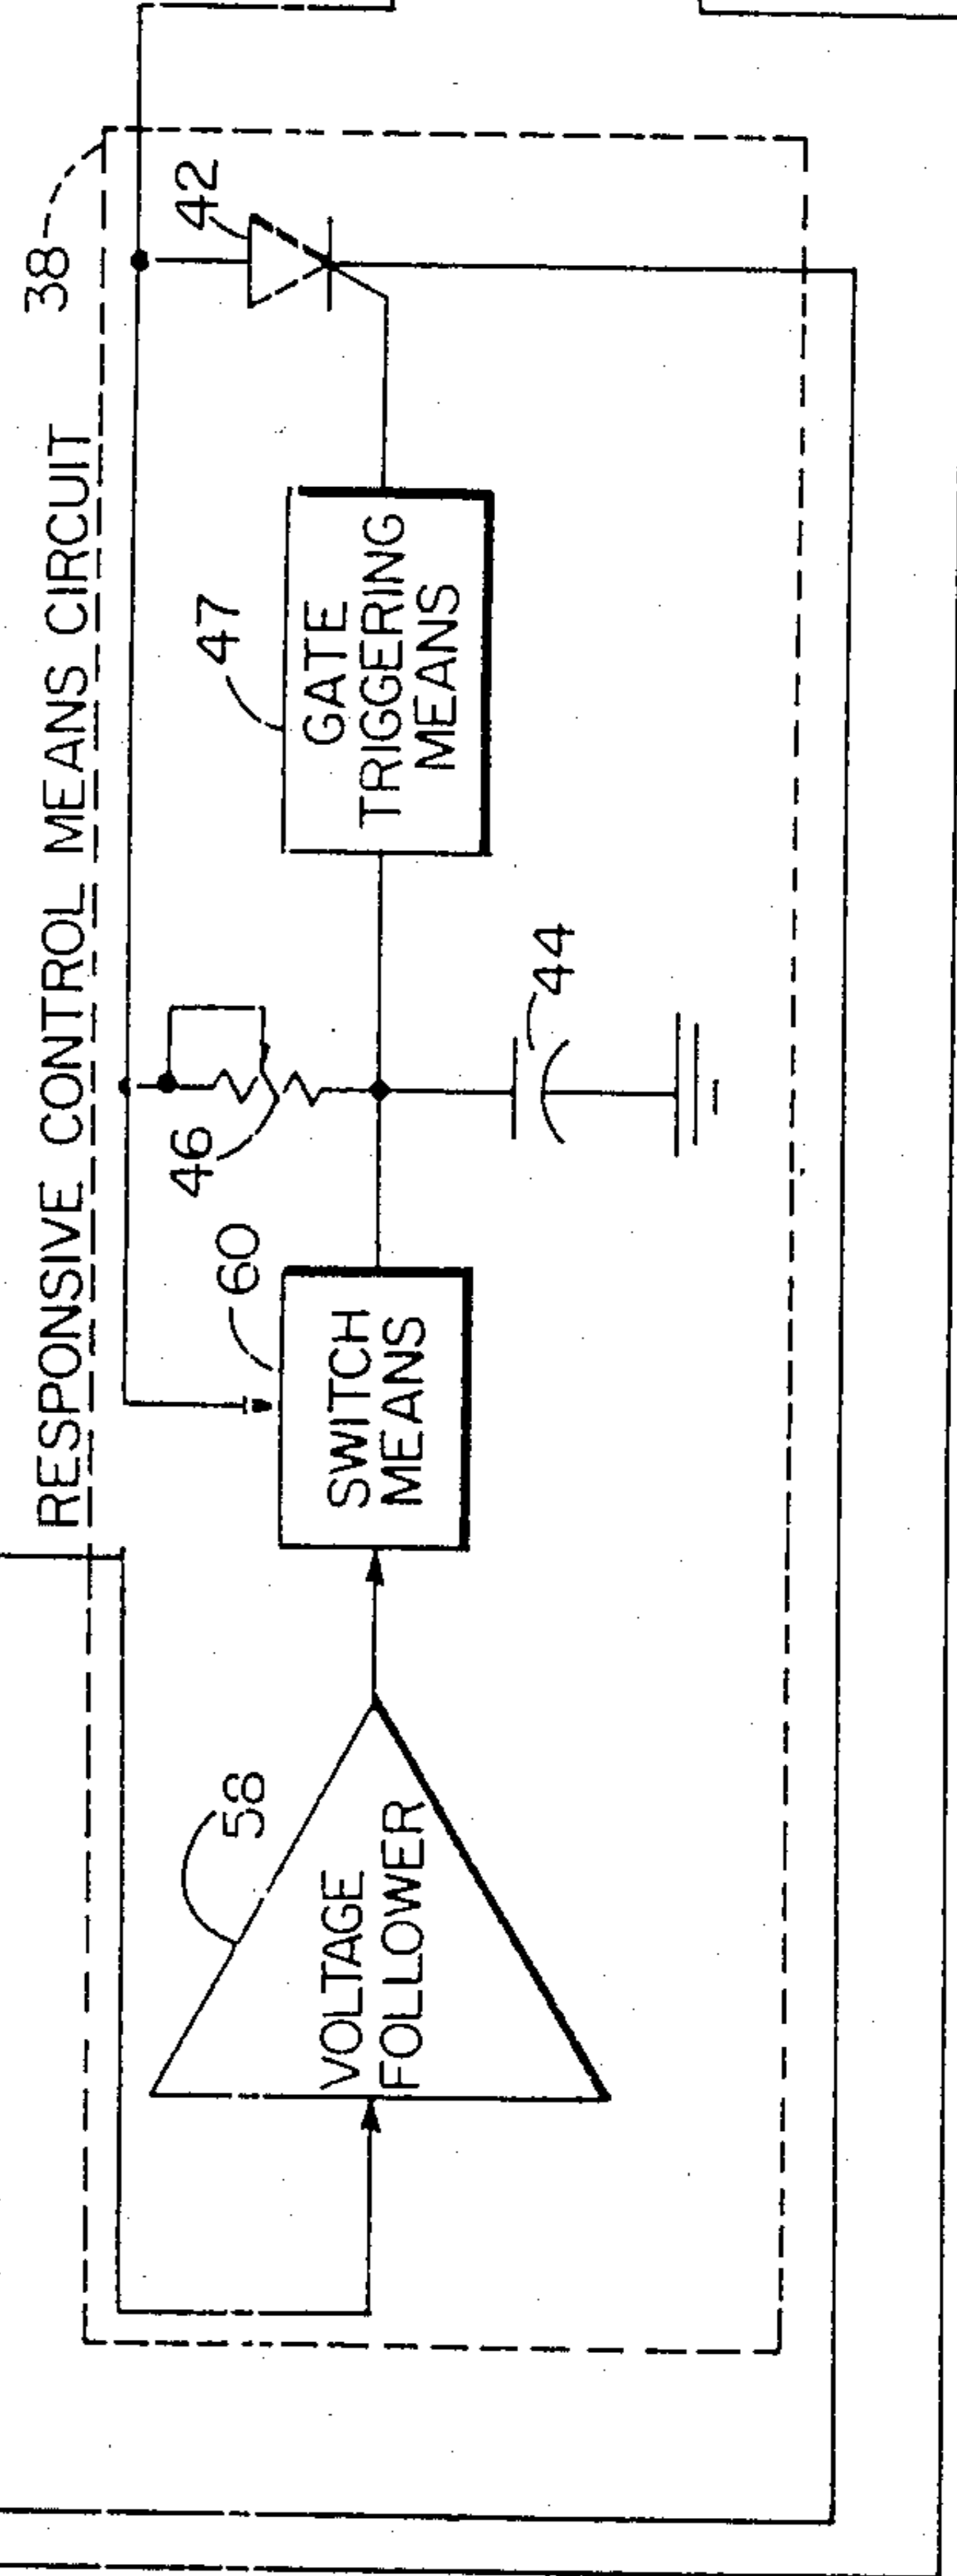 RESPONSIVE CONTROL MEANS CIRCUIT
38
58
VOLTAGE
FOLLOWER
60
SWITCH
MEANS
46
44
47
GATE
TRIGGERING
MEANS
42